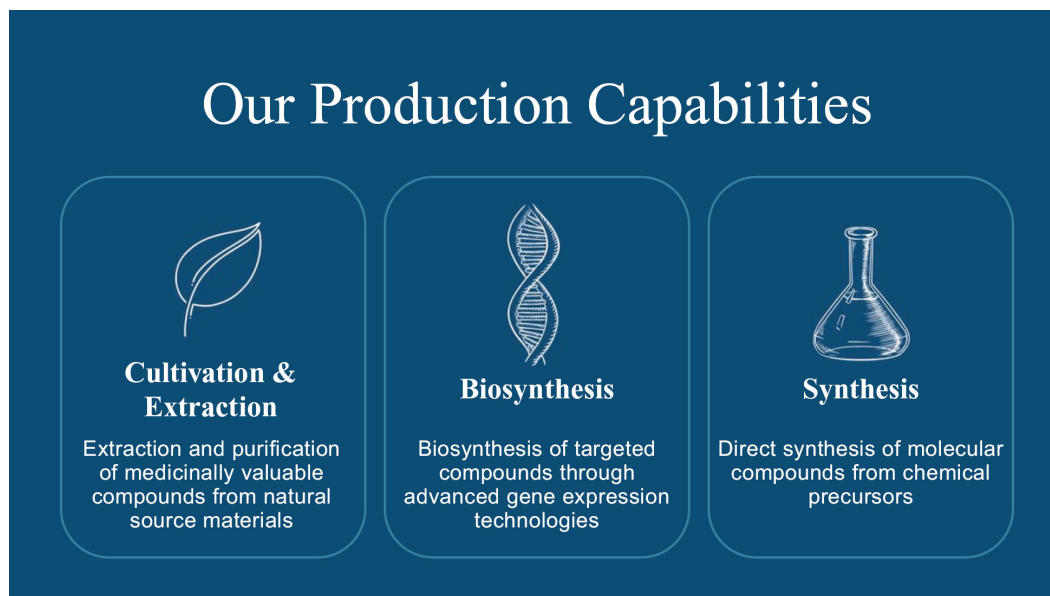 Our Production Capabilities
Cultivation &
Extraction
Extraction and purification
of medicinally valuable
compounds from natural
source materials
Biosynthesis
Biosynthesis of targeted
compounds through
advanced gene expression
technologies
Synthesis
Direct synthesis of molecular
compounds from chemical
precursors